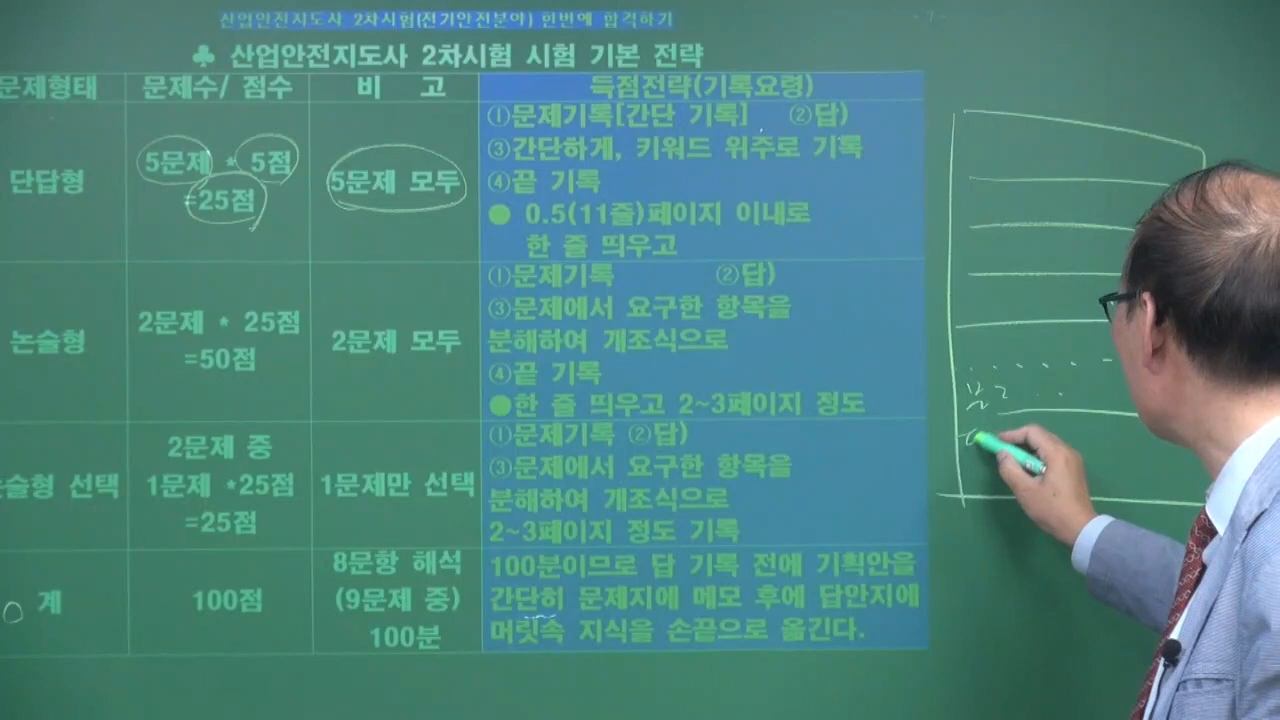 산업안전지도사 2차시험(전기안전분야) 한번에 합격하기
♣ 산업안전지도사 2차시험 시험 기본 전략
문제형태 문제수/ 점수 비 고 득점전략(기록요령)
단답형
5문제 * 5점
=25점
5문제 모두
①문제기록[간단 기록] ②답)
③간단하게, 키워드 위주로 기록
④끝 기록
● 0.5(11줄)페이지 이내로
한 줄 띄우고
논술형
2문제 * 25점
=50점
2문제 모두
①문제기록 ②답)
③문제에서 요구한 항목을
분해하여 개조식으로
④끝 기록
●한 줄 띄우고 2~3페이지 정도
논술형 선택
2문제 중
1문제 *25점
=25점
1문제만 선택
①문제기록 ②답)
③문제에서 요구한 항목을
분해하여 개조식으로
2~3페이지 정도 기록
계
100점
8문항 해석
(9문제 중)
100분
100분이므로 답 기록 전에 기획안을
간단히 문제지에 메모 후에 답안지에
머릿속 지식을 손끝으로 옮긴다.